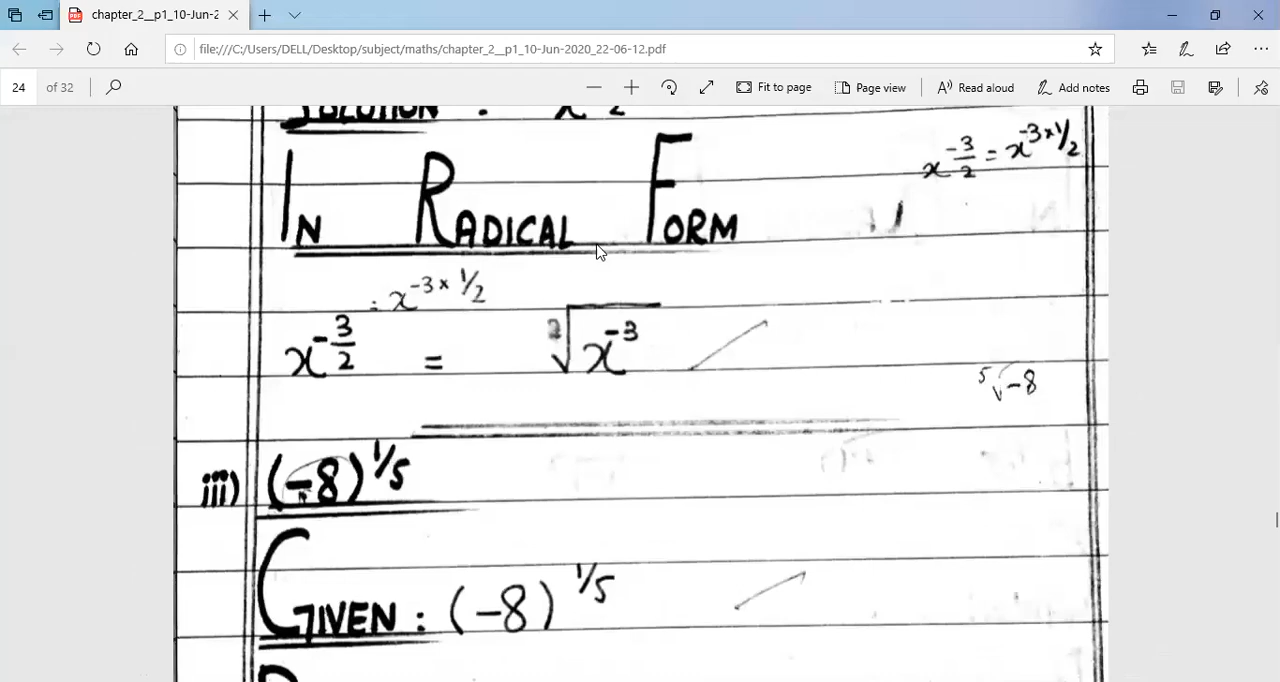 chapter_2__p1_10-Jun-2
file:///C:/Users/DELL/Desktop/subject/maths/chapter_2__p1_10-Jun-2020_22-06-12.pdf
24 of 32
Fit to page
Page view
Read aloud
Add notes
SOLUTION :
x^{-3/2} = x^{-3×1/2}
IN RADICAL FORM
= x^{-3×1/2}
x^{-3/2} = ²√x^{-3}
⁵√-8
iii) (-8)^{1/5}
GIVEN : (-8)^{1/5}